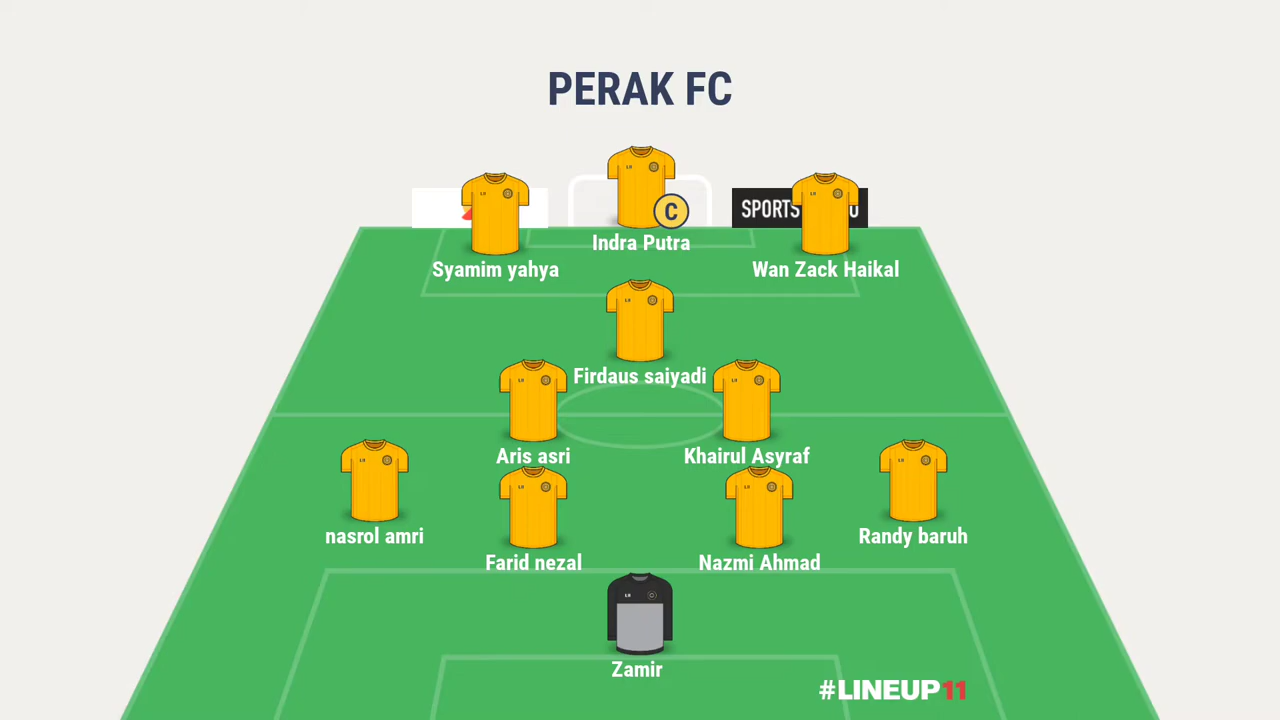 PERAK FC
SPORTS
Indra Putra
C
Syamim yahya
Wan Zack Haikal
Firdaus saiyadi
Aris asri
Khairul Asyraf
nasrol amri
Randy baruh
Farid nezal
Nazmi Ahmad
Zamir
#LINEUP11